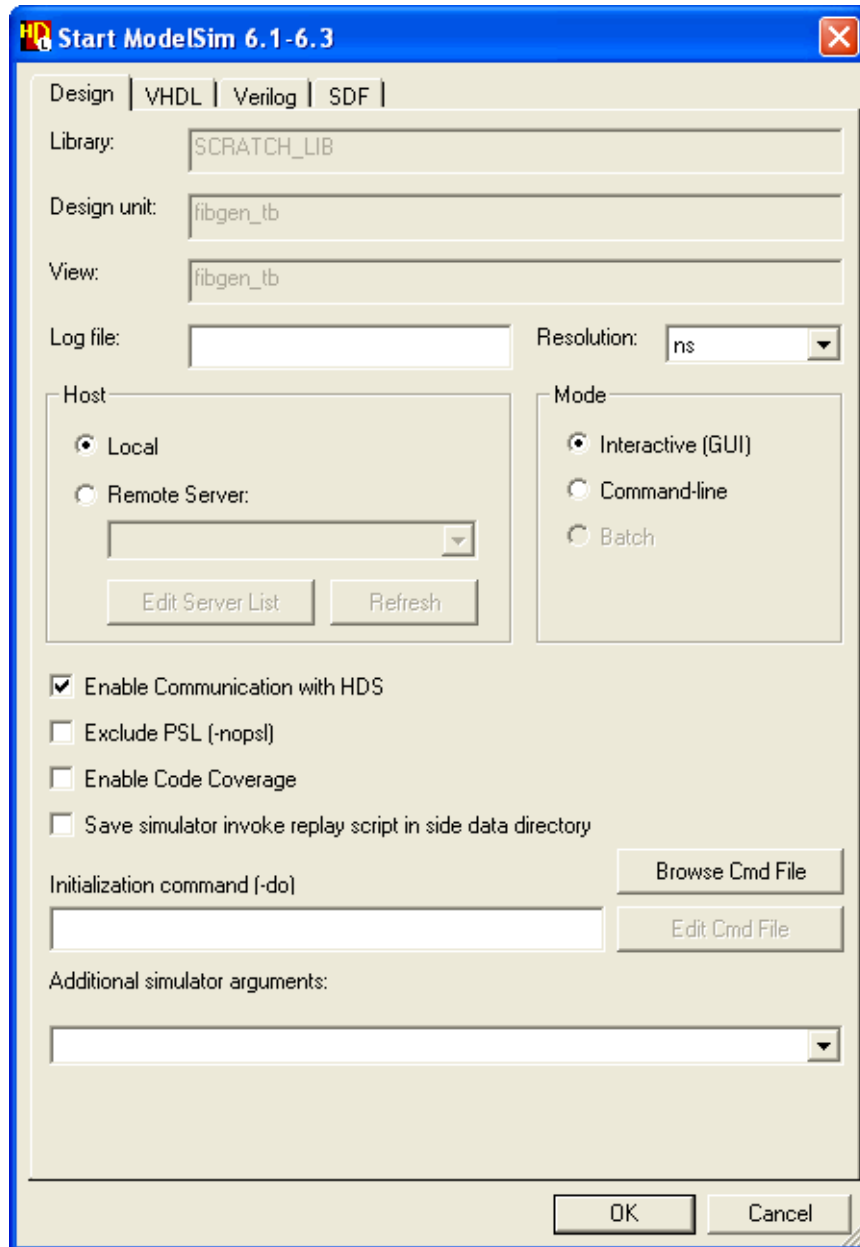 Start ModelSim 6.1-6.3
Design VHDL Verilog SDF
Library: SCRATCH_LIB
Design unit: fibgen_tb
View: fibgen_tb
Log file: Resolution: ns
Host Mode
Local Interactive (GUI)
Remote Server: Command-line
Batch
Edit Server List Refresh
Enable Communication with HDS
Exclude PSL (-nopsl)
Enable Code Coverage
Save simulator invoke replay script in side data directory
Browse Cmd File
Initialization command (-do)
Edit Cmd File
Additional simulator arguments:
OK Cancel